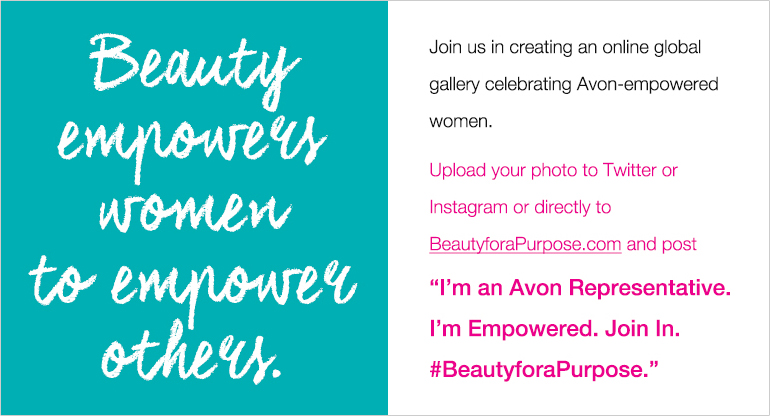 Beauty
empowers
women
to empower
others.
Join us in creating an online global
gallery celebrating Avon-empowered
women.
Upload your photo to Twitter or
Instagram or directly to
BeautyforaPurpose.com and post
“I’m an Avon Representative.
I’m Empowered. Join In.
#BeautyforaPurpose.”